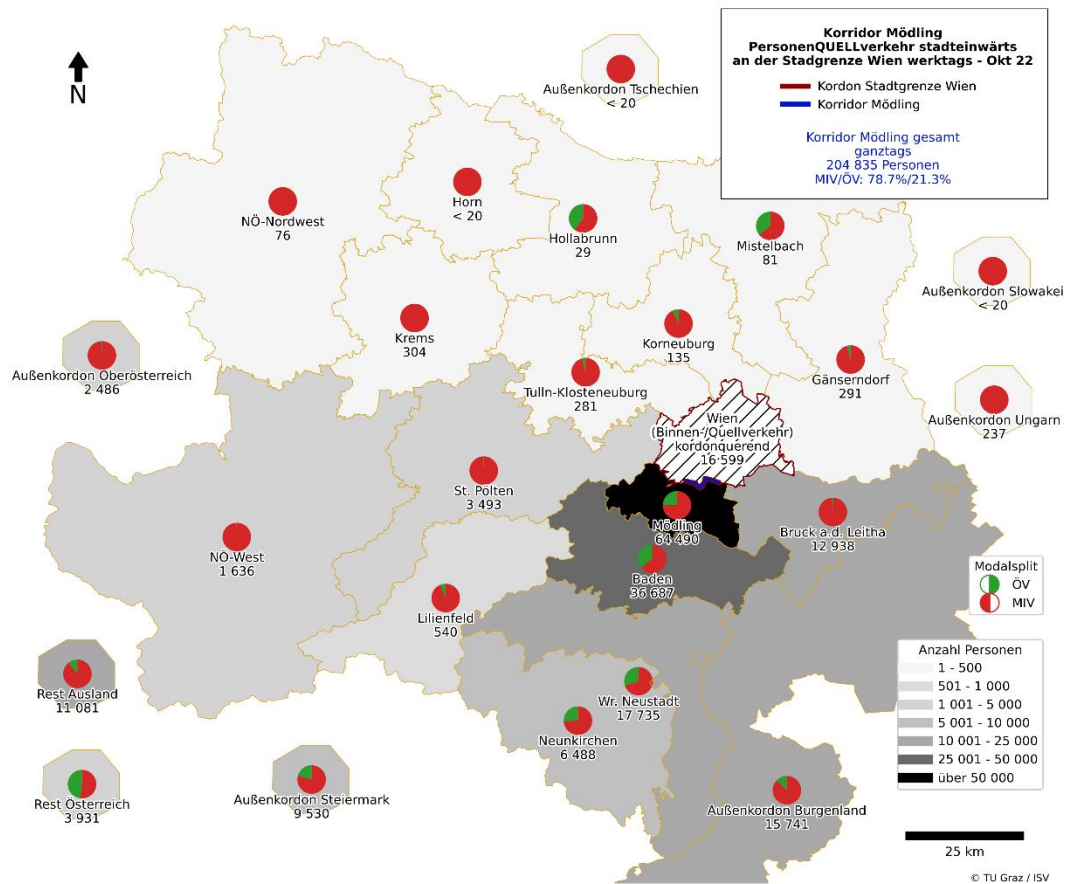 Korridor Mödling
PersonenQUELLverkehr stadteinwärts
an der Stadgrenze Wien werktags - Okt 22
Kordon Stadtgrenze Wien
Korridor Mödling
Korridor Mödling gesamt
ganztags
204 835 Personen
MIV/ÖV: 78.7%/21.3%
N
Außenkordon Tschechien
< 20
NÖ-Nordwest
76
Horn
< 20
Hollabrunn
29
Mistelbach
81
Außenkordon Slowakei
< 20
Krems
304
Korneuburg
135
Außenkordon Oberösterreich
2 486
Tulln-Klosteneuburg
281
Gänserndorf
291
Außenkordon Ungarn
237
Wien
(Binnen-/Quellverkehr)
kordonquerend
16 599
St. Pölten
3 493
Mödling
64 490
Bruck a.d. Leitha
12 938
NÖ-West
1 636
Baden
36 687
Lilienfeld
540
Modalsplit
ÖV
MIV
Rest Ausland
11 081
Wr. Neustadt
17 735
Neunkirchen
6 488
Anzahl Personen
1 - 500
501 - 1 000
1 001 - 5 000
5 001 - 10 000
10 001 - 25 000
25 001 - 50 000
über 50 000
Rest Österreich
3 931
Außenkordon Steiermark
9 530
Außenkordon Burgenland
15 741
25 km
© TU Graz / ISV